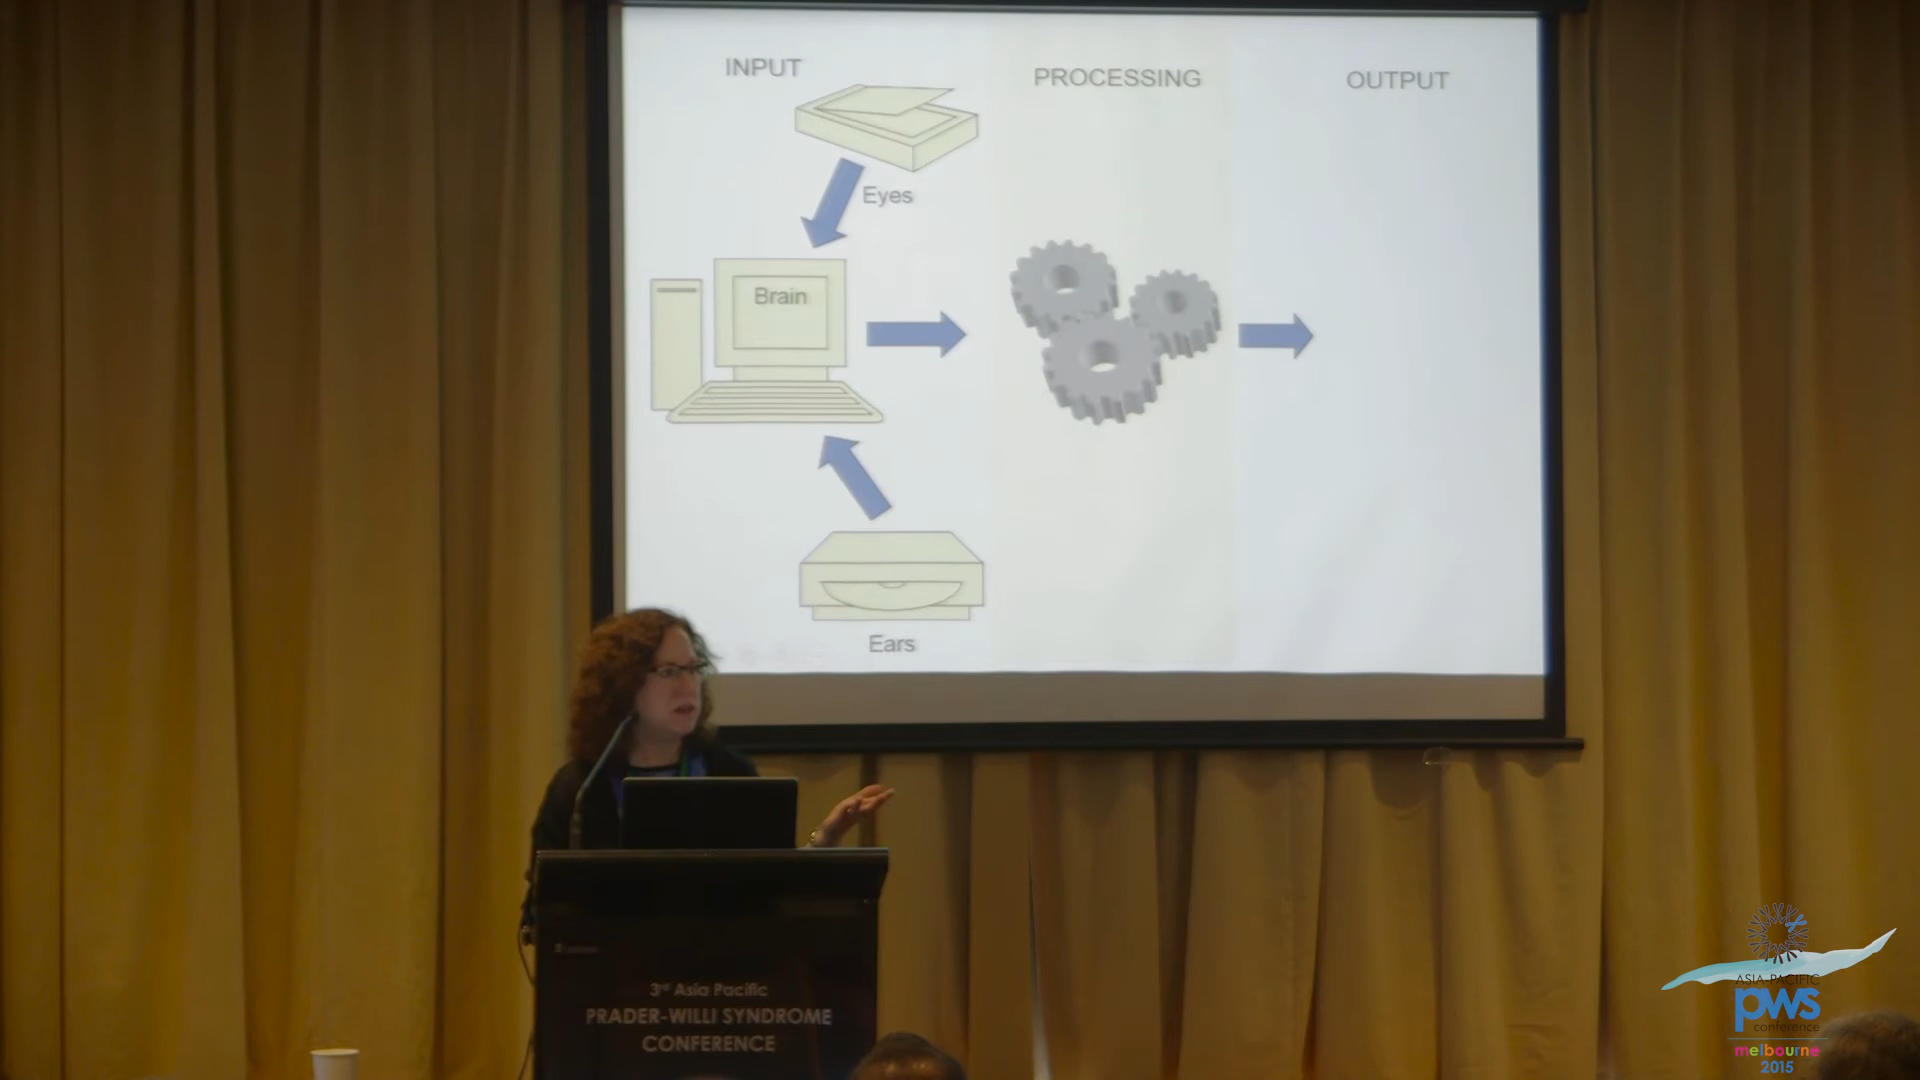 INPUT
PROCESSING
OUTPUT
Eyes
Brain
Ears
3rd Asia Pacific
PRADER-WILLI SYNDROME
CONFERENCE
ASIA-PACIFIC
pws
conference
melbourne
2015